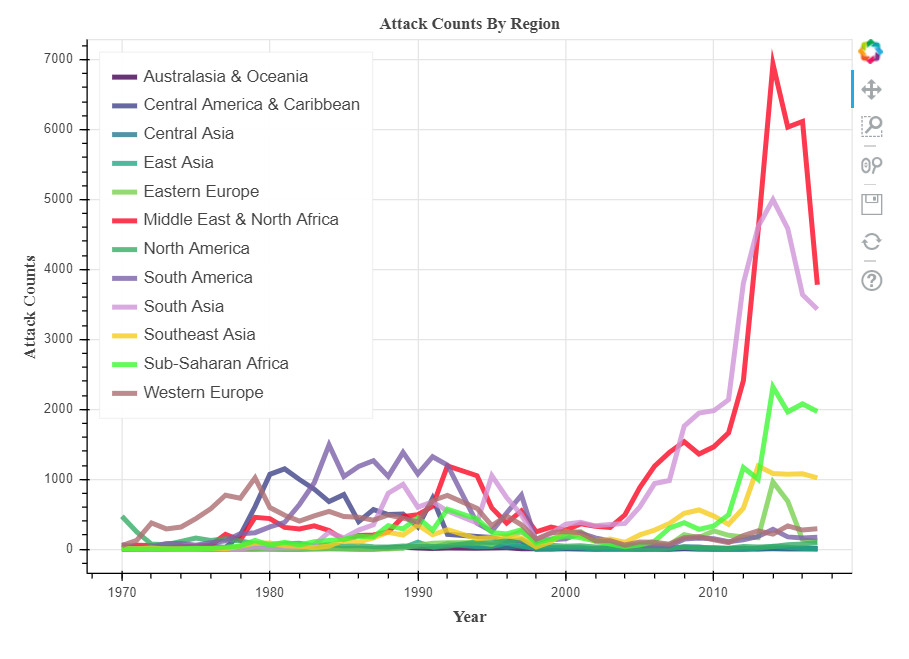 Attack Counts By Region
7000
6000
5000
4000
3000
2000
1000
0
Attack Counts
Australasia & Oceania
Central America & Caribbean
Central Asia
East Asia
Eastern Europe
Middle East & North Africa
North America
South America
South Asia
Southeast Asia
Sub-Saharan Africa
Western Europe
1970 1980 1990 2000 2010
Year